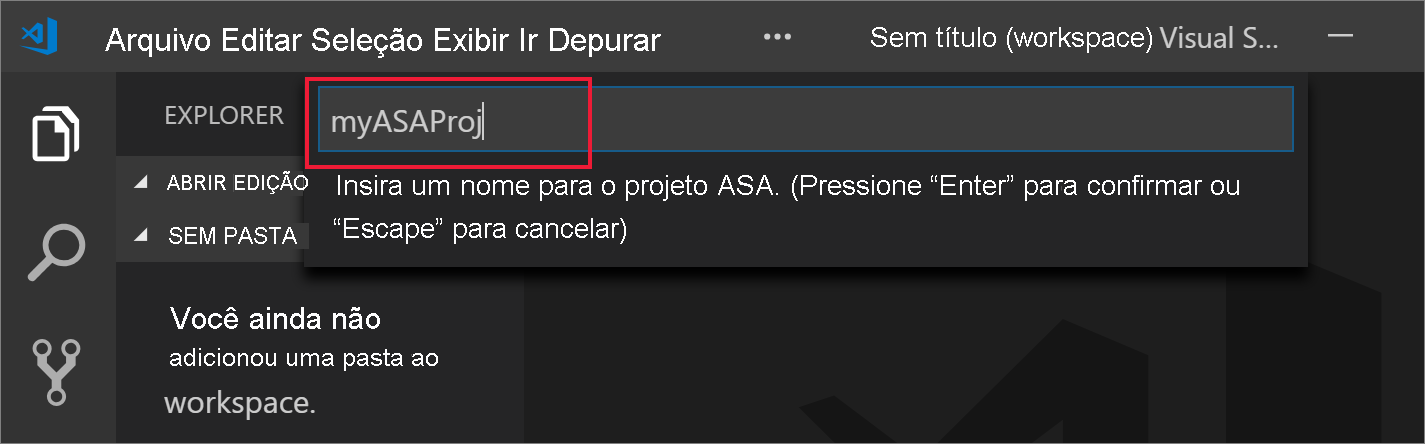 Arquivo Editar Seleção Exibir Ir Depurar ··· Sem título (workspace) Visual S...
EXPLORER
myASAProj
ABRIR EDIÇÃO
Insira um nome para o projeto ASA. (Pressione “Enter” para confirmar ou
“Escape” para cancelar)
SEM PASTA
Você ainda não
adicionou uma pasta ao
workspace.